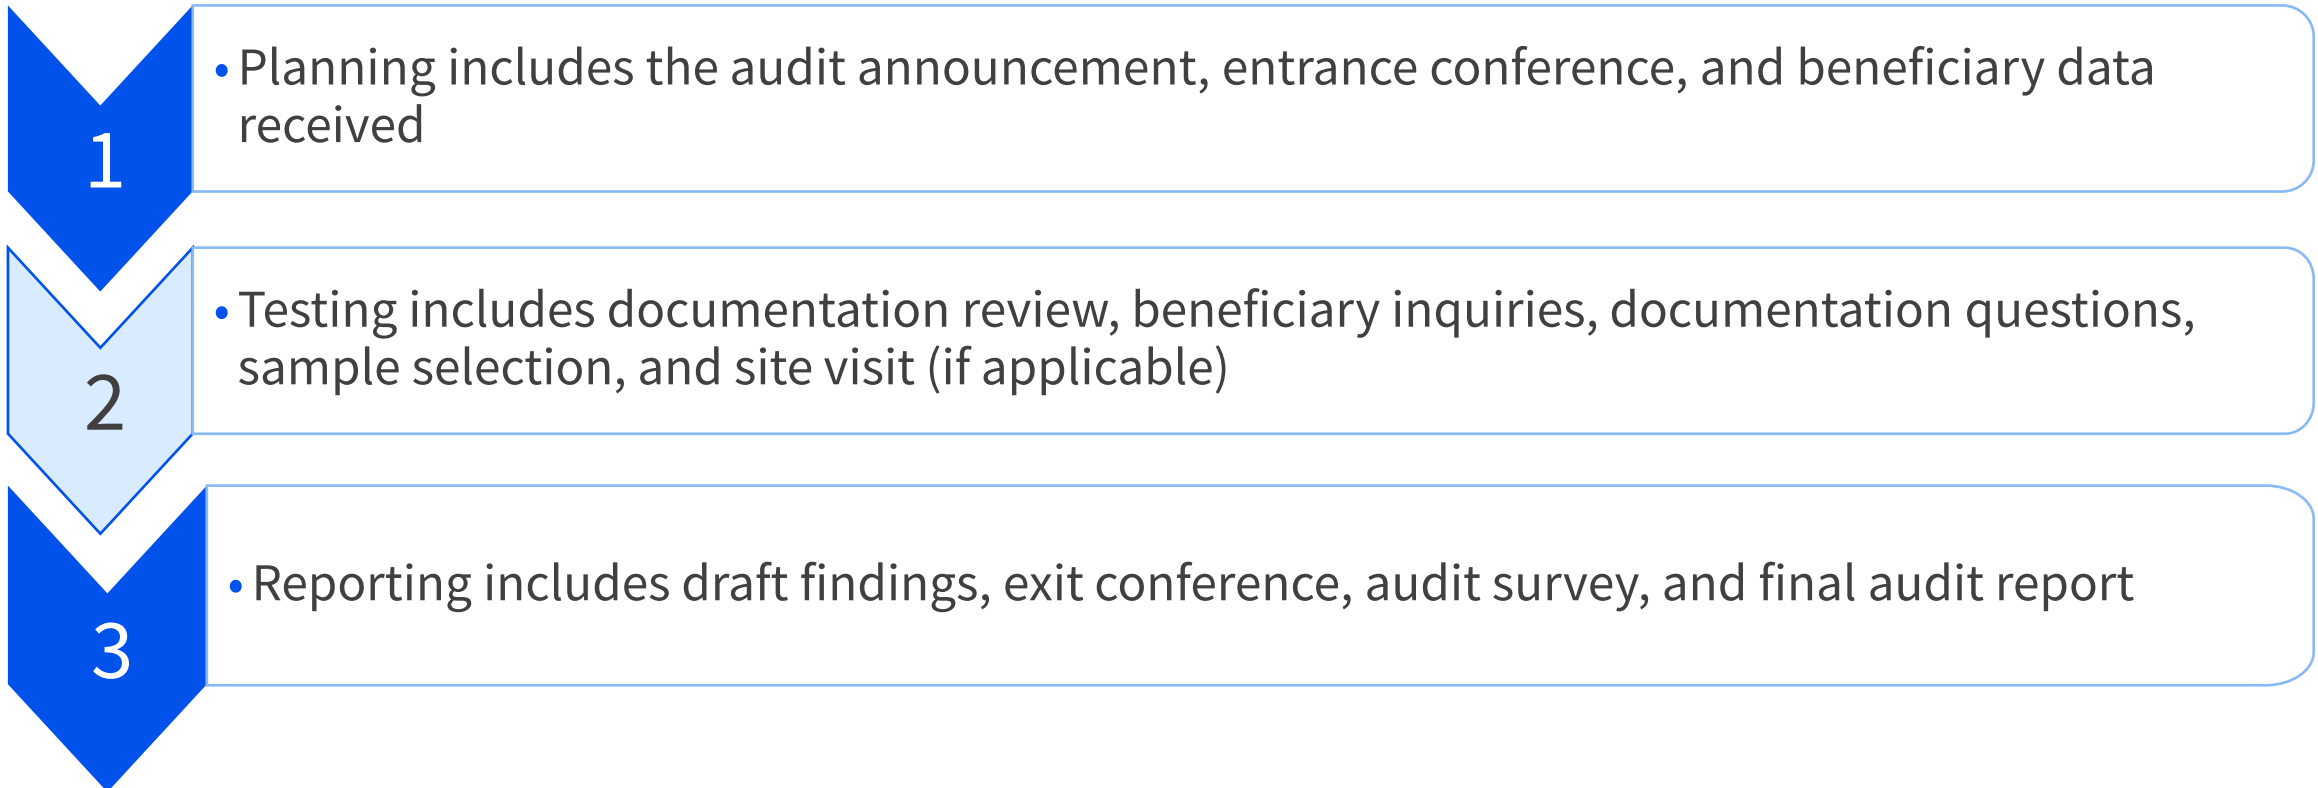 1
• Planning includes the audit announcement, entrance conference, and beneficiary data
received
2
• Testing includes documentation review, beneficiary inquiries, documentation questions,
sample selection, and site visit (if applicable)
3
• Reporting includes draft findings, exit conference, audit survey, and final audit report